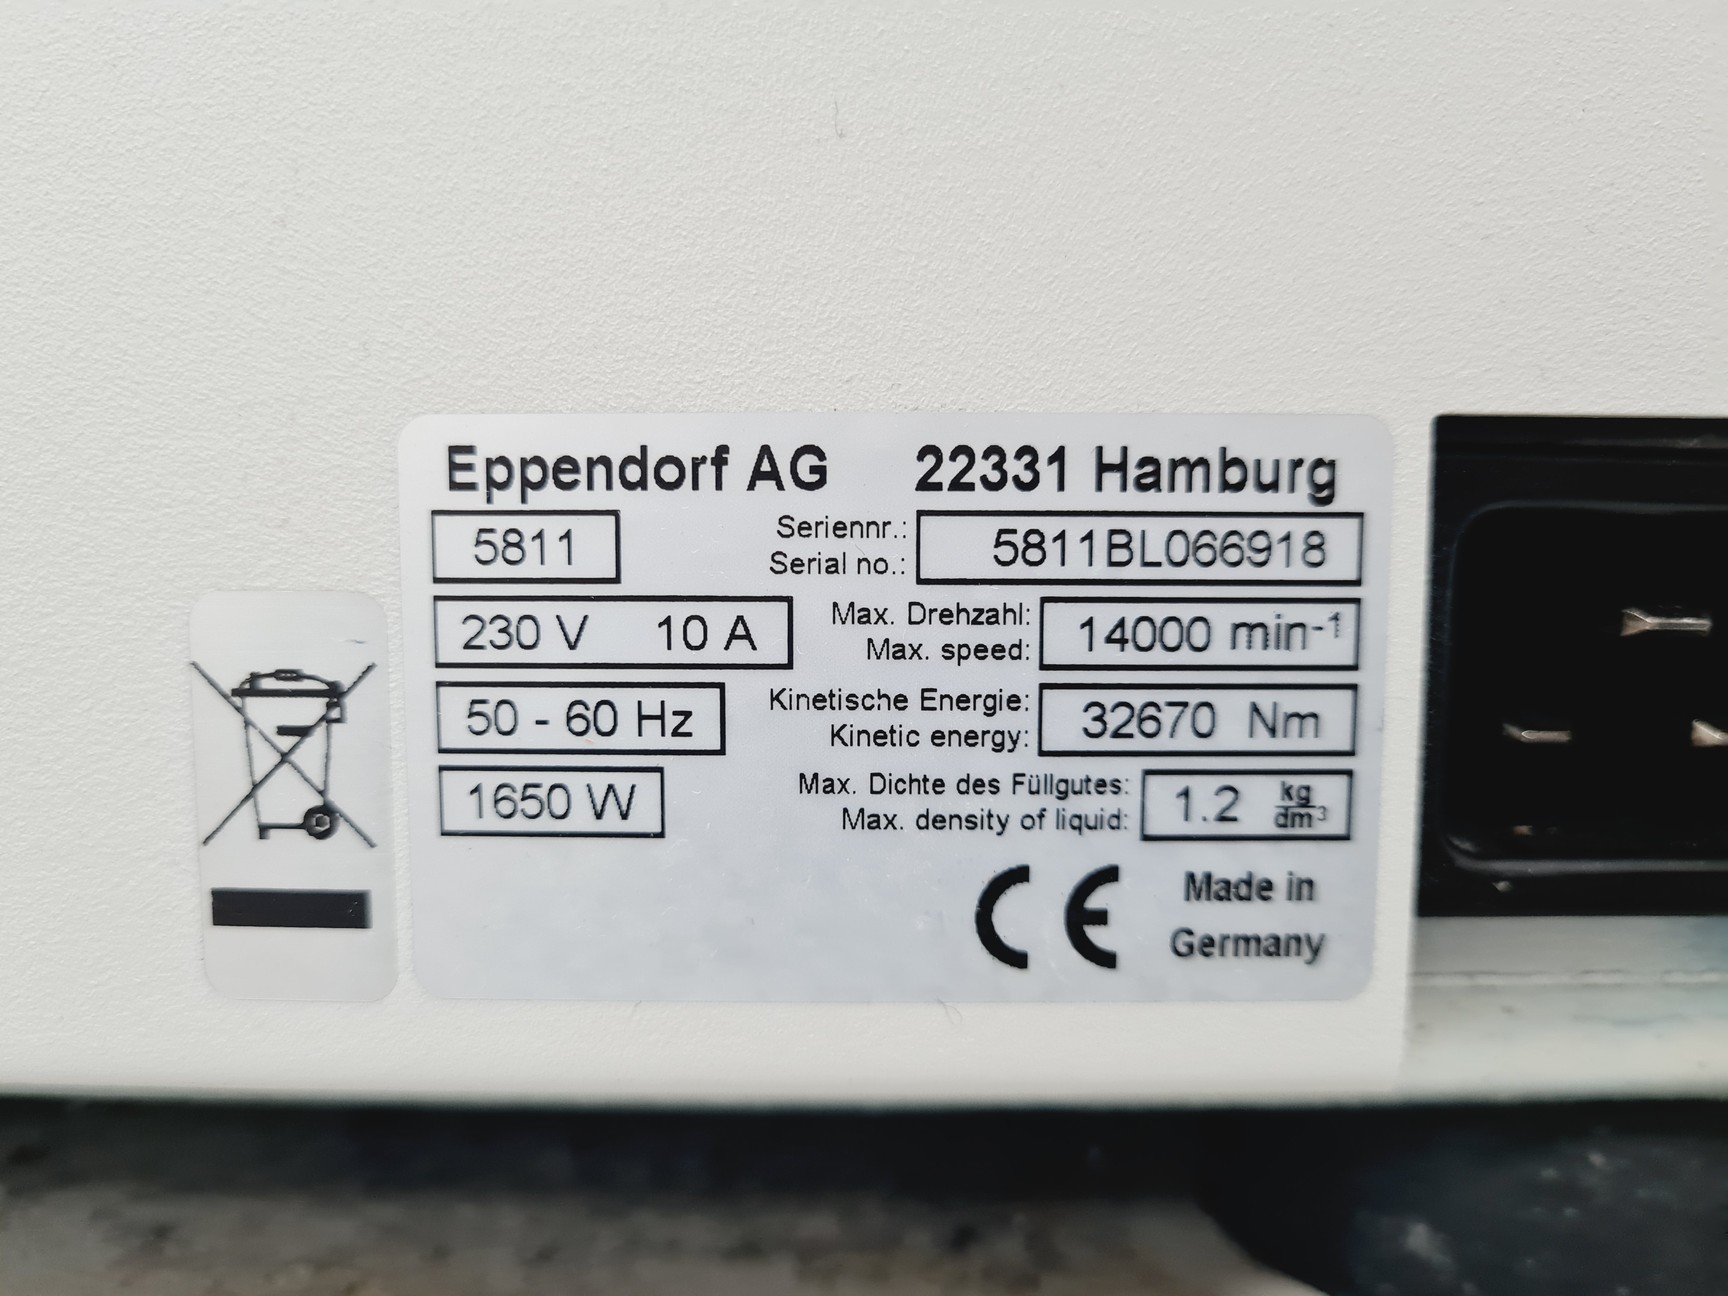 Eppendorf AG 22331 Hamburg
5811
Seriennr.:
Serial no.:
5811BL066918
230 V 10 A
Max. Drehzahl:
Max. speed:
14000 min-¹
50 - 60 Hz
Kinetische Energie:
Kinetic energy:
32670 Nm
1650 W
Max. Dichte des Füllgutes:
Max. density of liquid:
1.2 kg/dm³
CE
Made in
Germany